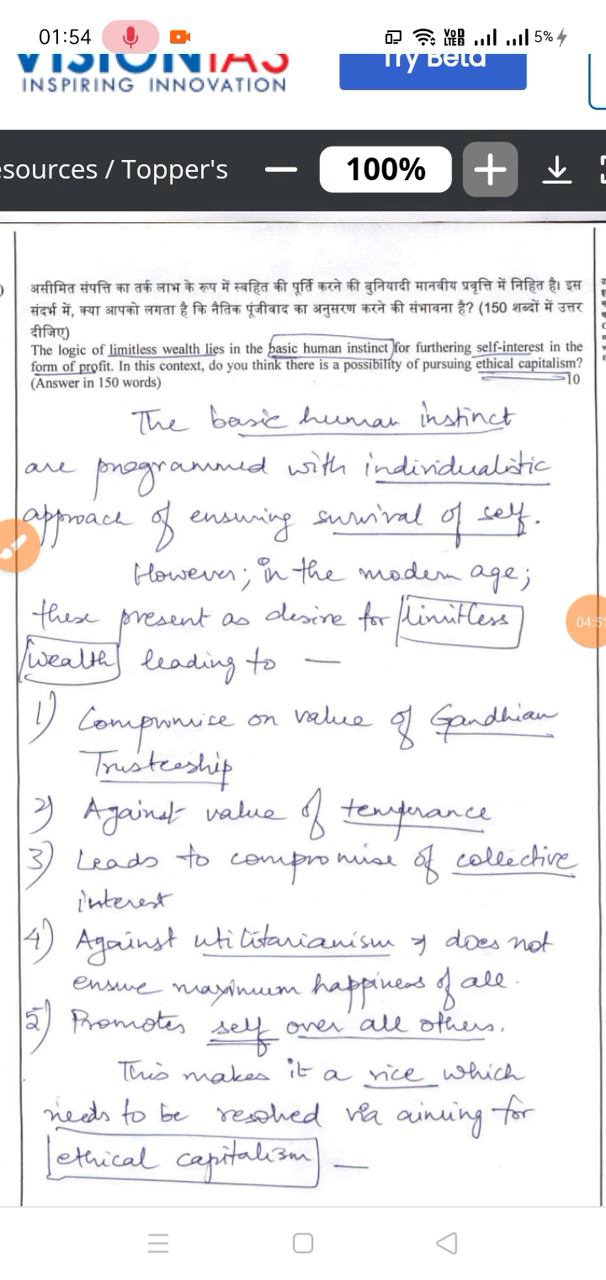 01:54
VoD LTE2 5%
VISIONIAS
Try Beta
INSPIRING INNOVATION
esources / Topper's
100%
असीमित संपत्ति का तर्क लाभ के रूप में स्वहित की पूर्ति करने की बुनियादी मानवीय प्रवृत्ति में निहित है। इस
संदर्भ में, क्या आपको लगता है कि नैतिक पूंजीवाद का अनुसरण करने की संभावना है? (150 शब्दों में उत्तर
दीजिए)
The logic of limitless wealth lies in the basic human instinct for furthering self-interest in the
form of profit. In this context, do you think there is a possibility of pursuing ethical capitalism?
(Answer in 150 words) 10
The basic human instinct
are programmed with individualistic
approach of ensuring survival of self.
However; in the modern age;
these present as desire for limitless
wealth leading to —
1) Compromise on value of Gandhian
Trusteeship
2) Against value of temperance
3) Leads to compromise of collective
interest
4) Against utilitarianism & does not
ensure maximum happiness of all.
5) Promotes self over all others.
This makes it a vice which
needs to be resolved via aiming for
ethical capitalism —
04:51